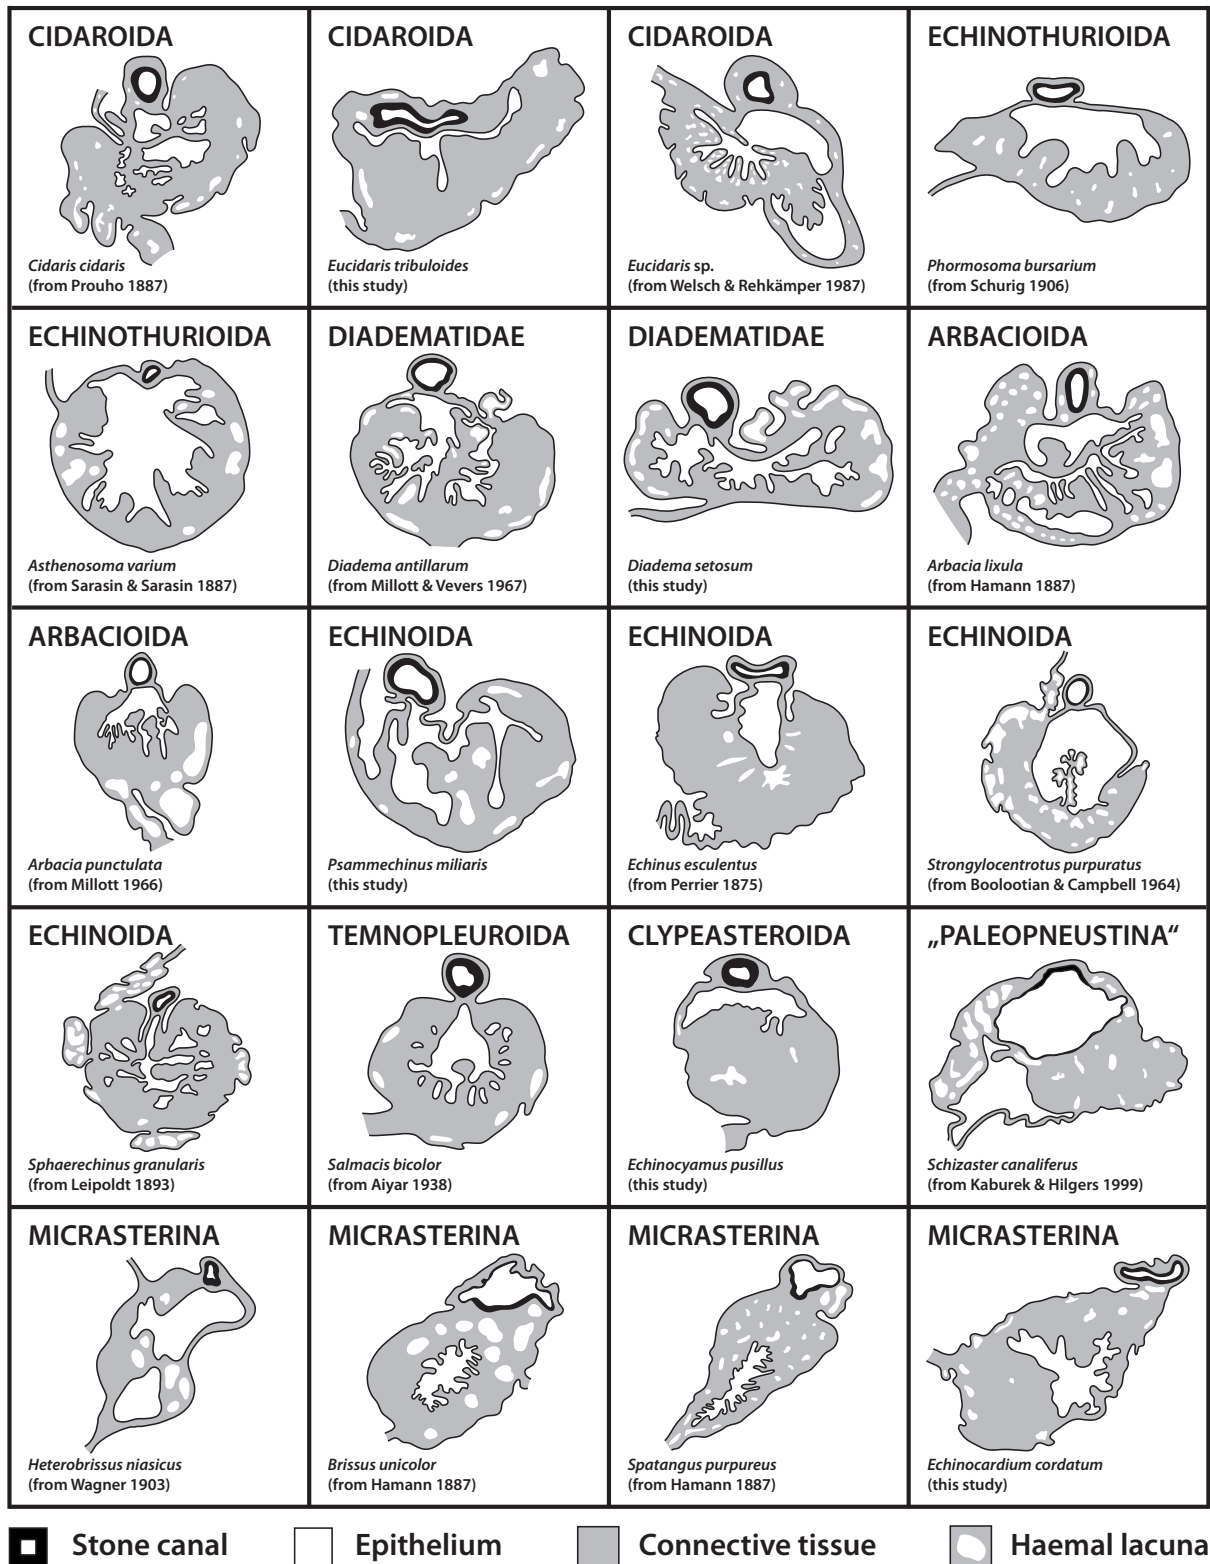 CIDAROIDA
Cidaris cidaris
(from Prouho 1887)
CIDAROIDA
Eucidaris tribuloides
(this study)
CIDAROIDA
Eucidaris sp.
(from Welsch & Rehkämper 1987)
ECHINOTHURIOIDA
Phormosoma bursarium
(from Schurig 1906)
ECHINOTHURIOIDA
Asthenosoma varium
(from Sarasin & Sarasin 1887)
DIADEMATIDAE
Diadema antillarum
(from Millott & Vevers 1967)
DIADEMATIDAE
Diadema setosum
(this study)
ARBACIOIDA
Arbacia lixula
(from Hamann 1887)
ARBACIOIDA
Arbacia punctulata
(from Millott 1966)
ECHINOIDA
Psammechinus miliaris
(this study)
ECHINOIDA
Echinus esculentus
(from Perrier 1875)
ECHINOIDA
Strongylocentrotus purpuratus
(from Boolootian & Campbell 1964)
ECHINOIDA
Sphaerechinus granularis
(from Leipoldt 1893)
TEMNOPLEUROIDA
Salmacis bicolor
(from Aiyar 1938)
CLYPEASTEROIDA
Echinocyamus pusillus
(this study)
„PALEOPNEUSTINA“
Schizaster canaliferus
(from Kaburek & Hilgers 1999)
MICRASTERINA
Heterobrissus niasicus
(from Wagner 1903)
MICRASTERINA
Brissus unicolor
(from Hamann 1887)
MICRASTERINA
Spatangus purpureus
(from Hamann 1887)
MICRASTERINA
Echinocardium cordatum
(this study)
Stone canal
Epithelium
Connective tissue
Haemal lacuna